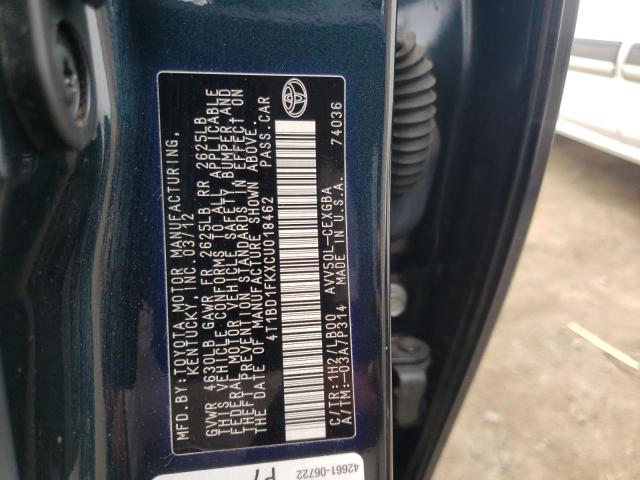 MFD. BY: TOYOTA MOTOR MANUFACTURING,
KENTUCKY, INC. 03/12
GVWR 4630LB GAWR FR 2625LB RR 2625LB
THIS VEHICLE CONFORMS TO ALL APPLICABLE
FEDERAL MOTOR VEHICLE SAFETY, BUMPER, AND
THEFT PREVENTION STANDARDS IN EFFECT ON
THE DATE OF MANUFACTURE SHOWN ABOVE.
4T1BD1FKXCU018462 PASS.CAR
C/TR:1H2/LB00 AVV50L-CEXGBA
A/TM:-03A7P314 MADE IN U.S.A. 74036
42661-06722